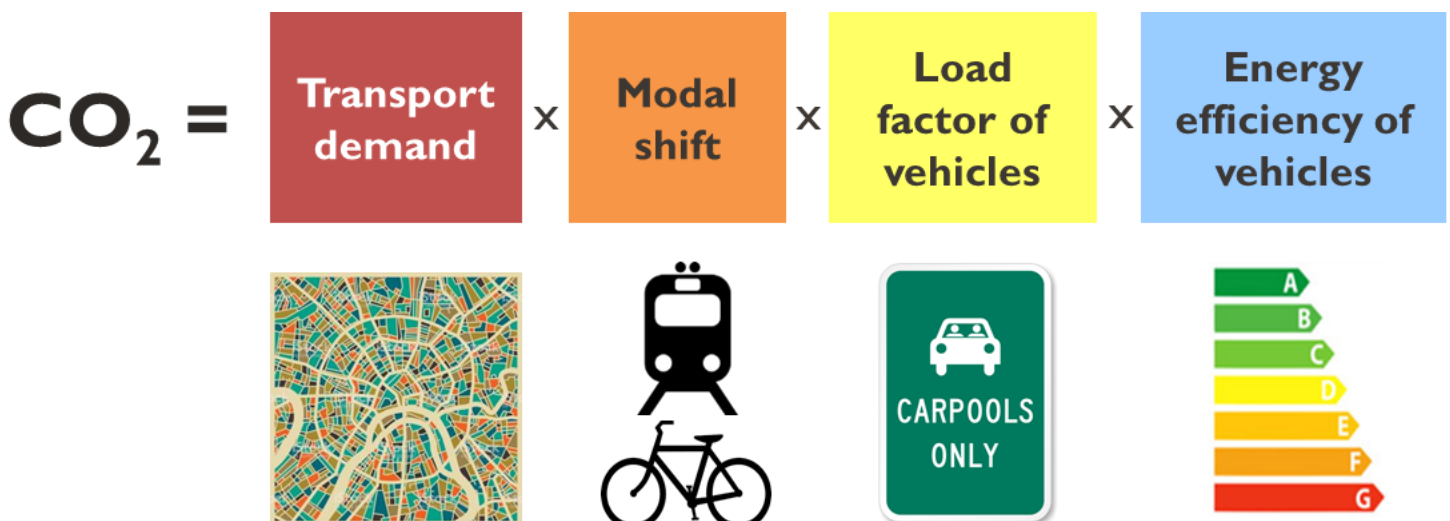 CO₂ =
Transport
demand
x
Modal
shift
x
Load
factor of
vehicles
x
Energy
efficiency of
vehicles
CARPOOLS
ONLY
A
B
C
D
E
F
G